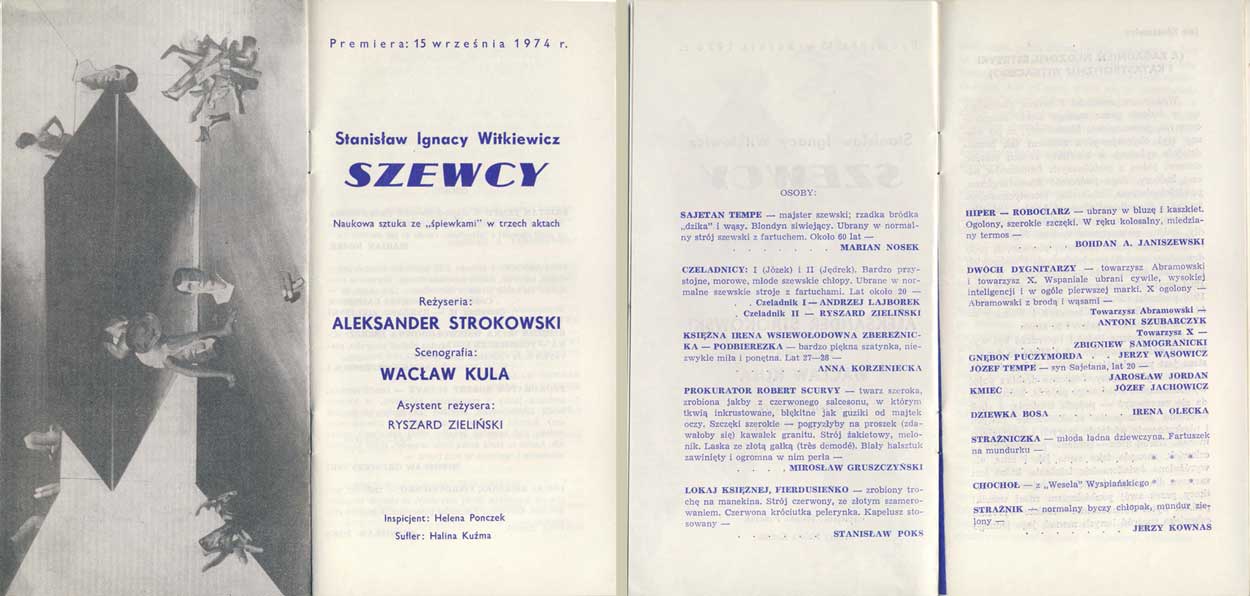 Premiera: 15 września 1974 r.
Stanisław Ignacy Witkiewicz
SZEWCY
Naukowa sztuka ze „śpiewkami” w trzech aktach
Reżyseria:
ALEKSANDER STROKOWSKI
Scenografia:
WACŁAW KULA
Asystent reżysera:
RYSZARD ZIELIŃSKI
Inspicjent: Helena Ponczek
Sufler: Halina Kuźma
OSOBY:
SAJETAN TEMPE — majster szewski; rzadka bródka
„dzika” i wąsy. Blondyn siwiejący. Ubrany w normal-
ny strój szewski z fartuchem. Około 60 lat —
. . . . . . . MARIAN NOSEK
CZELADNICY: I (Józek) i II (Jędrek). Bardzo przy-
stojne, morowe, młode szewskie chłopy. Ubrane w nor-
malne szewskie stroje z fartuchami. Lat około 20 —
. . Czeladnik I — ANDRZEJ LAJBOREK
. Czeladnik II — RYSZARD ZIELIŃSKI
KSIĘŻNA IRENA WSIEWOŁODOWNA ZBEREŹNIC-
KA — PODBIEREZKA — bardzo piękna szatynka, nie-
zwykle miła i ponętna. Lat 27—28 —
. . . . . . ANNA KORZENIECKA
PROKURATOR ROBERT SCURVY — twarz szeroka,
zrobiona jakby z czerwonego salcesonu, w którym
tkwią inkrustowane, błękitne jak guziki od majtek
oczy. Szczęki szerokie — pogryzłyby na proszek (zda-
wałoby się) kawałek granitu. Strój żakietowy, melo-
nik. Laska ze złotą gałką (très demodé). Biały halsztuk
zawinięty i ogromna w nim perła —
. . . . MIROSŁAW GRUSZCZYŃSKI
LOKAJ KSIĘŻNEJ, FIERDUSIEŃKO — zrobiony tro-
chę na manekina. Strój czerwony, ze złotym szamero-
waniem. Czerwona króciutka pelerynka. Kapelusz sto-
sowany —
. . . . . . STANISŁAW POKS
HIPER — ROBOCIARZ — ubrany w bluzę i kaszkiet.
Ogolony, szerokie szczęki. W ręku kolosalny, miedzia-
ny termos —
. . . . BOHDAN A. JANISZEWSKI
DWÓCH DYGNITARZY — towarzysz Abramowski
i towarzysz X. Wspaniale ubrani cywile, wysokiej
inteligencji i w ogóle pierwszej marki. X ogolony —
Abramowski z brodą i wąsami —
Towarzysz Abramowski —
. ANTONI SZUBARCZYK
Towarzysz X —
. . . . ZBIGNIEW SAMOGRANICKI
GNĘBON PUCZYMORDA . . JERZY WĄSOWICZ
JÓZEF TEMPE — syn Sajetana, lat 20 —
. . . . . . JAROSŁAW JORDAN
KMIEĆ . . . . . JÓZEF JACHOWICZ
DZIEWKA BOSA . . . . . IRENA OLECKA
STRAŻNICZKA — młoda ładna dziewczyna. Fartuszek
na mundurku — . . . . . . . .
CHOCHOŁ — z „Wesela” Wyspiańskiego * * *
STRAŻNIK — normalny byczy chłopak, mundur zie-
lony —
. . . . . . . JERZY KOWNAS